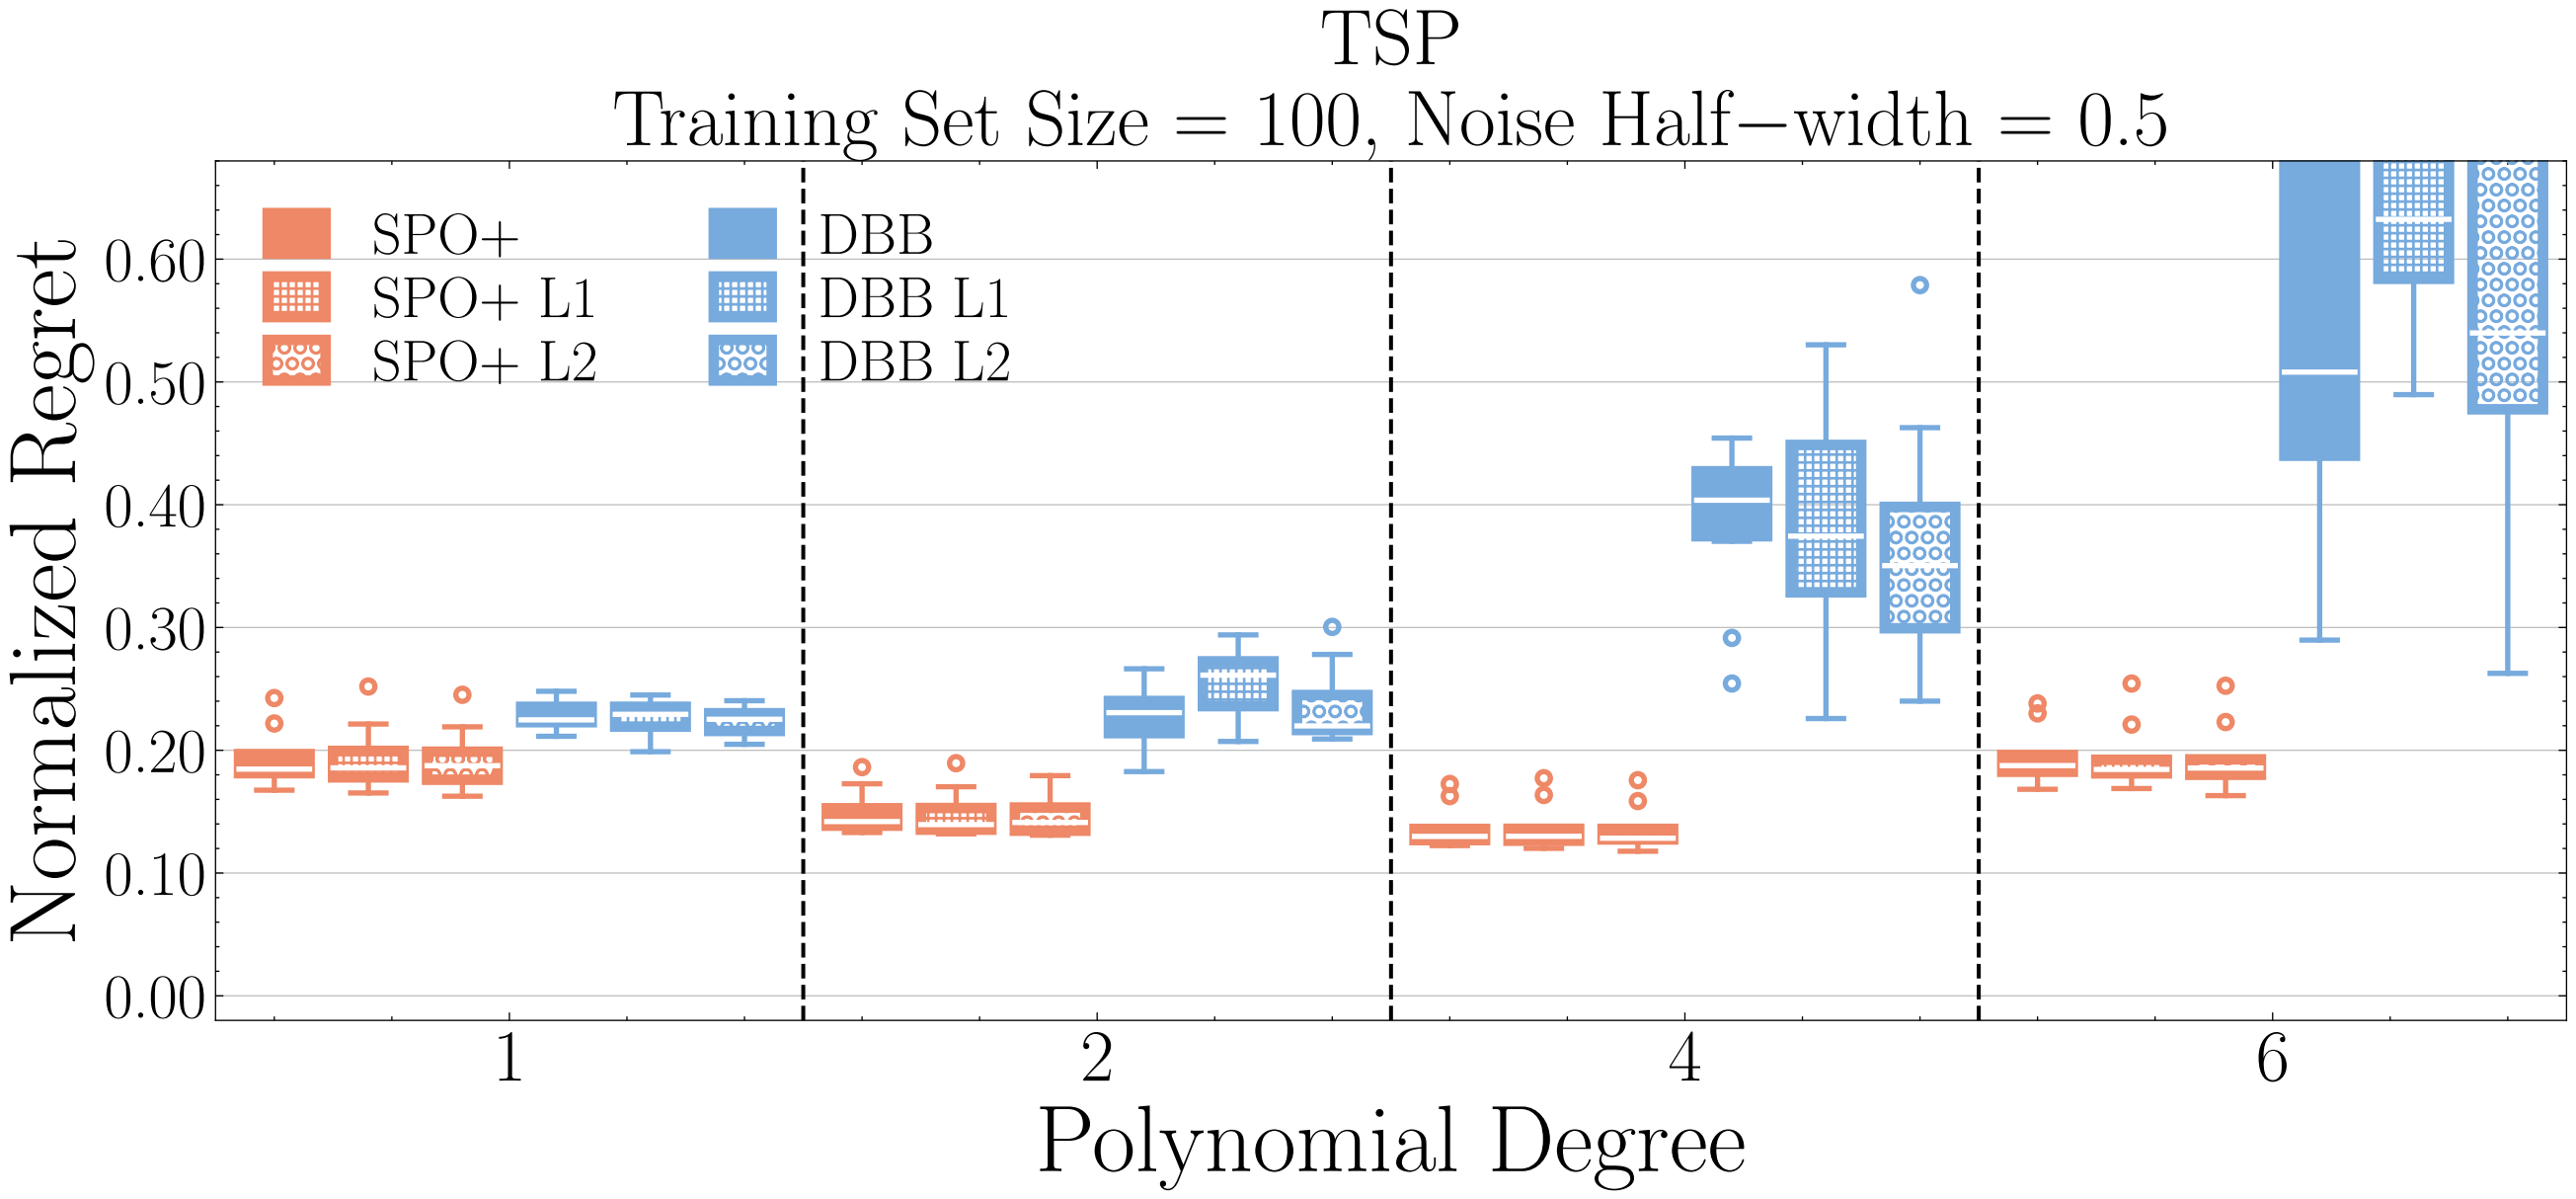 TSP
Training Set Size = 100, Noise Half−width = 0.5
SPO+
SPO+ L1
SPO+ L2
DBB
DBB L1
DBB L2
Normalized Regret
0.60
0.50
0.40
0.30
0.20
0.10
0.00
1
2
4
6
Polynomial Degree